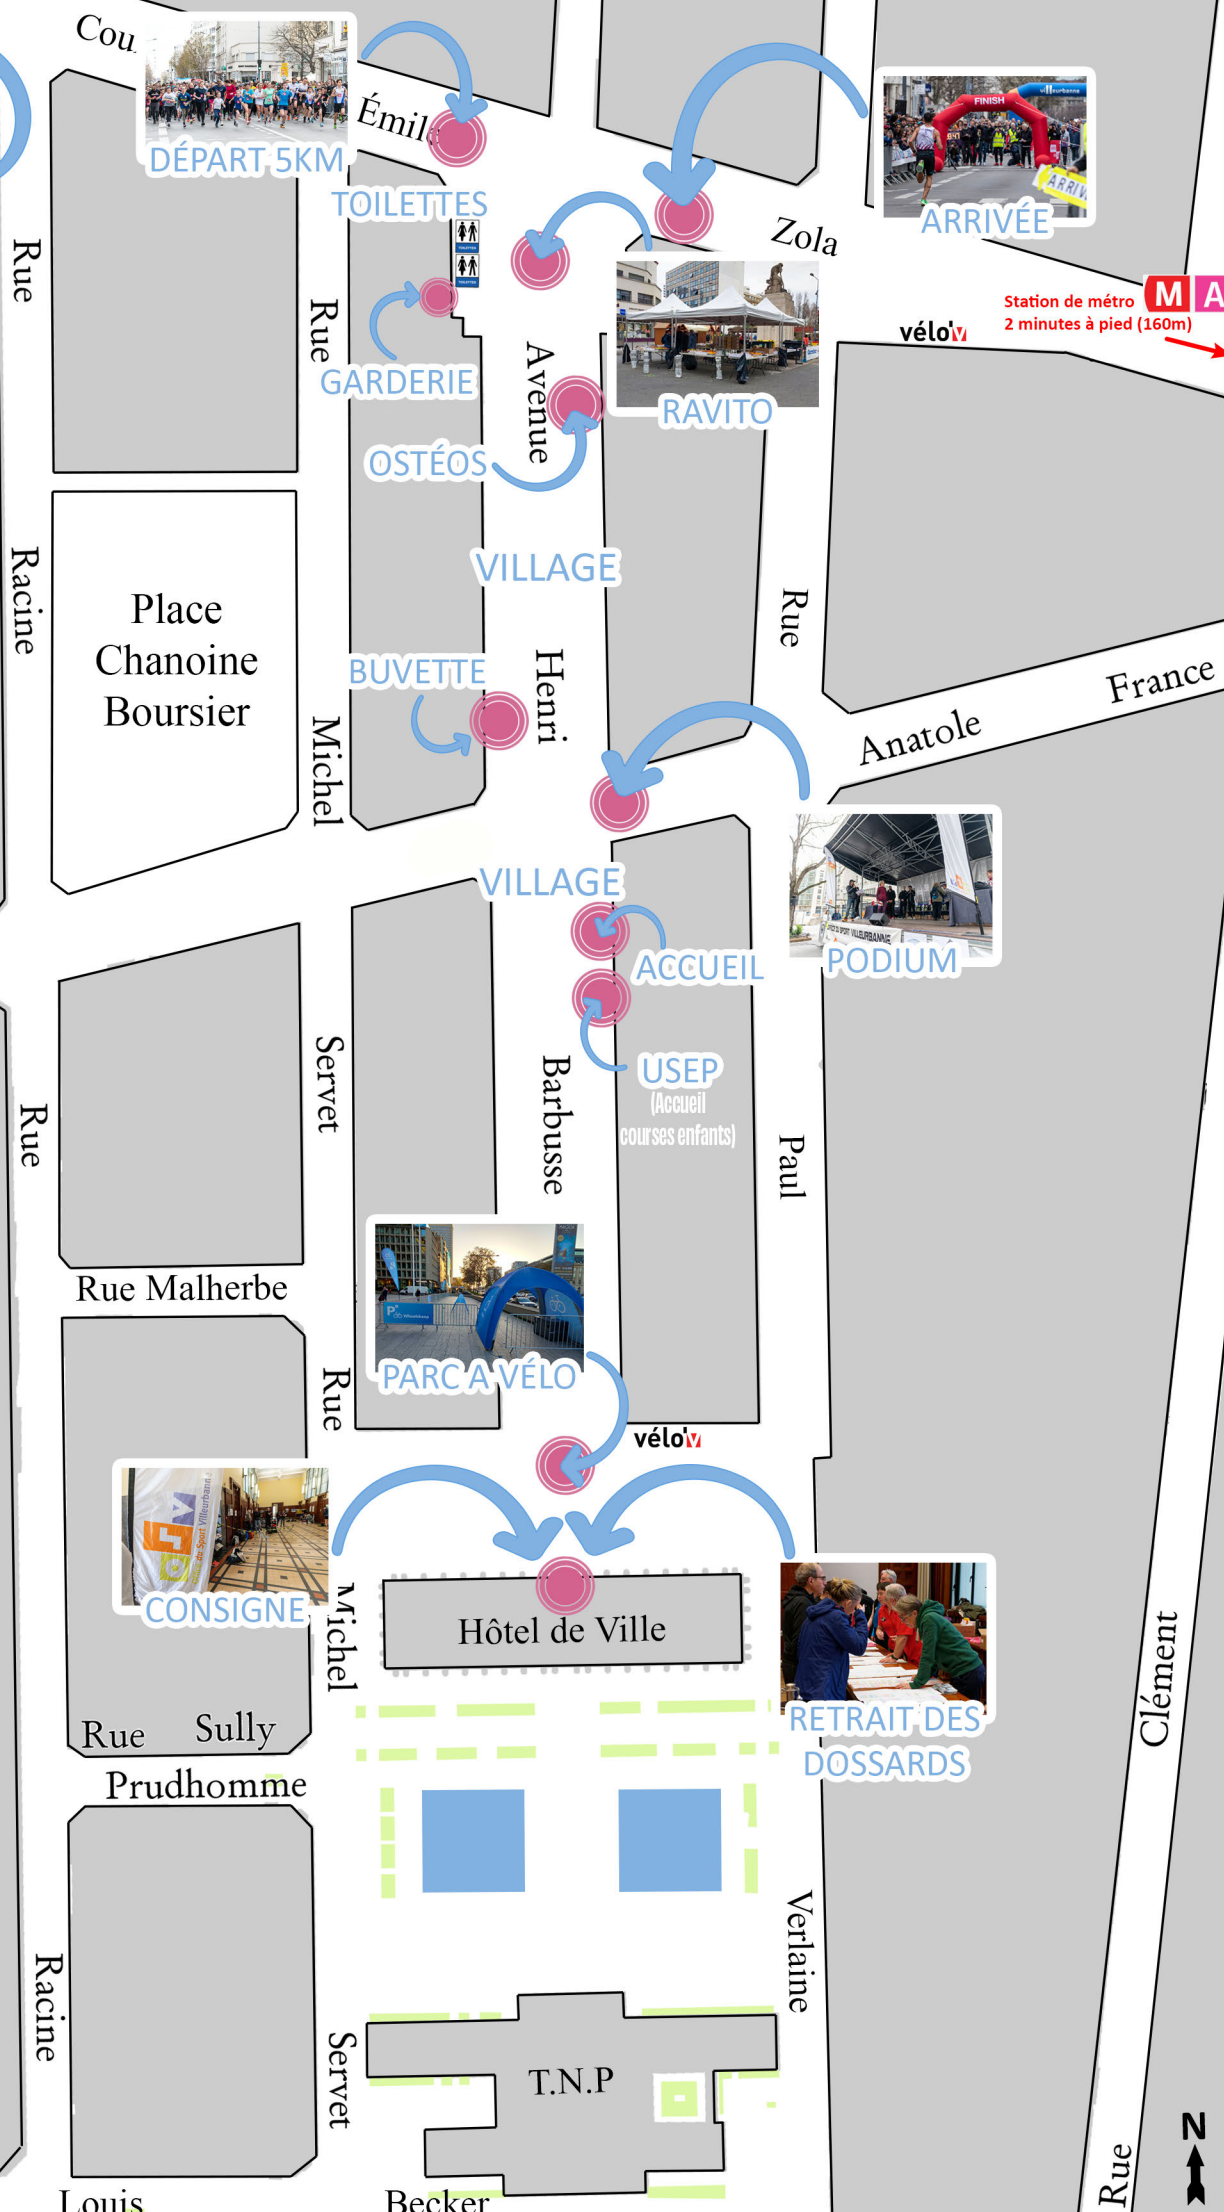 Cou
Émil
DÉPART 5KM
FINISH
villeurbanne
ARRIVÉE
TOILETTES
TOILETTES
TOILETTES
Zola
Rue
Rue
Station de métro
2 minutes à pied (160m)
M A
vélo'v
GARDERIE
Avenue
RAVITO
OSTÉOS
Racine
VILLAGE
Place
Chanoine
Boursier
Rue
BUVETTE
Henri
Michel
Anatole
France
VILLAGE
ACCUEIL
PODIUM
USEP
(Accueil
courses enfants)
Servet
Barbusse
Rue
Paul
Rue Malherbe
PARC A VÉLO
Rue
vélo'v
CONSIGNE
Michel
Hôtel de Ville
RETRAIT DES
DOSSARDS
Clément
Rue Sully
Prudhomme
Verlaine
Racine
Servet
T.N.P
N
Rue
Louis
Becker